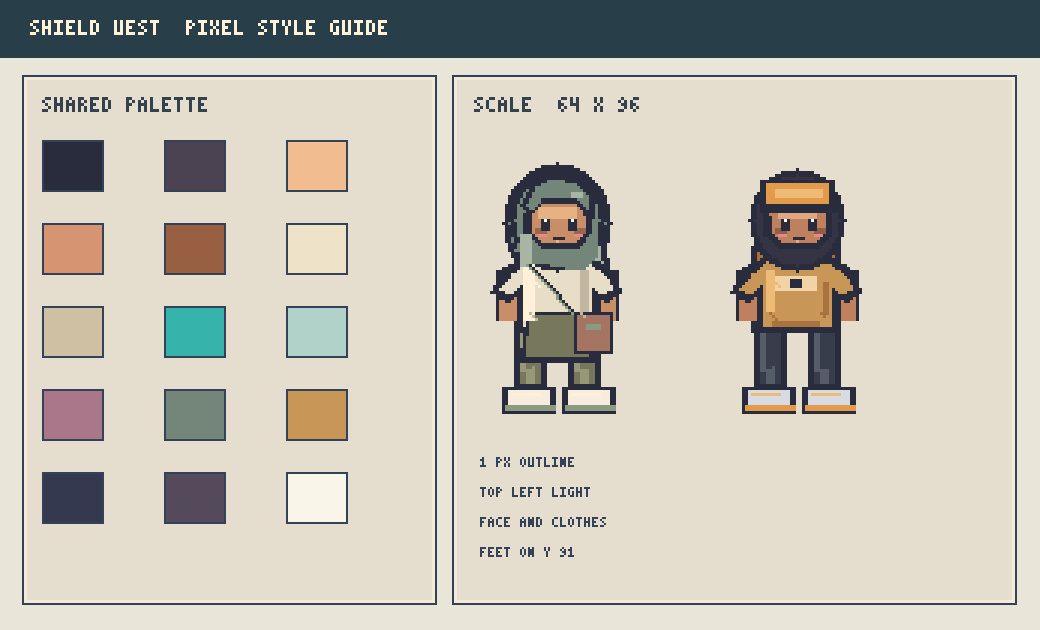 SHIELD WEST PIXEL STYLE GUIDE
SHARED PALETTE
SCALE 64 X 96
1 PX OUTLINE
TOP LEFT LIGHT
FACE AND CLOTHES
FEET ON Y 91